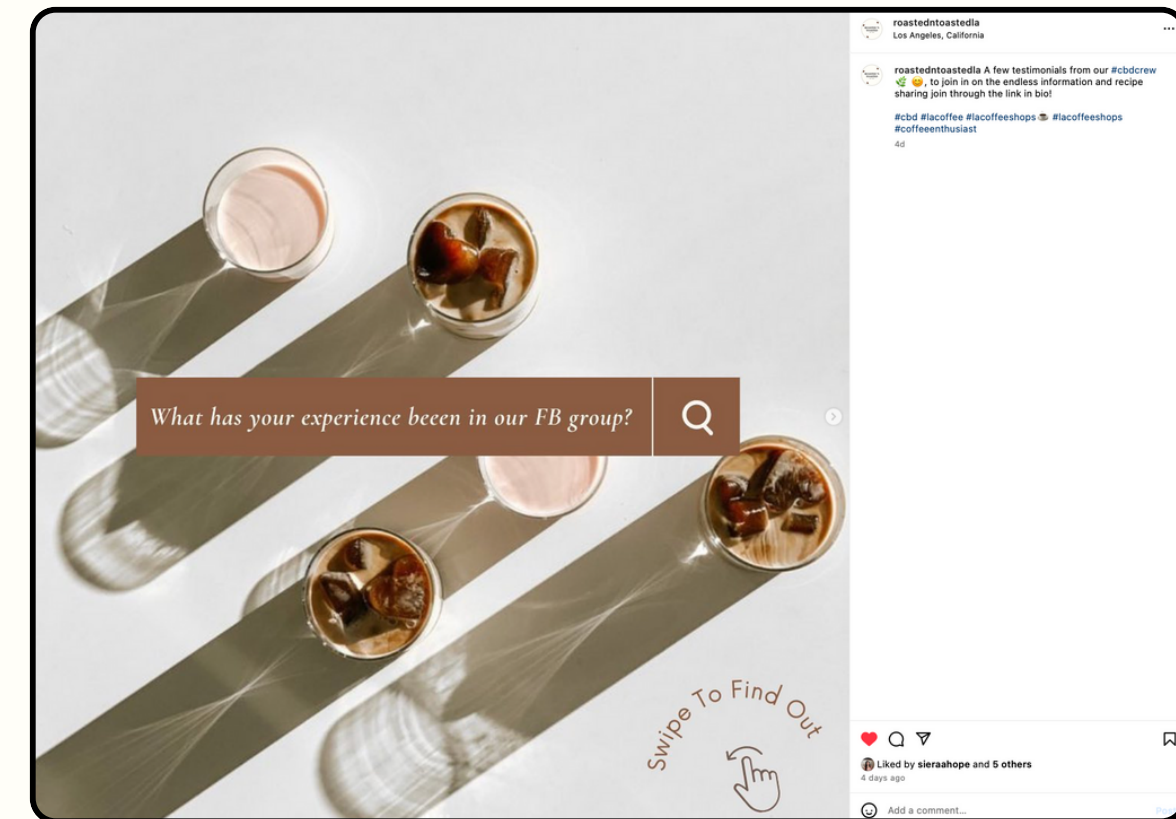 What has your experience beeen in our FB group?
Swipe To Find Out
roastedntoastedla
Los Angeles, California
roastedntoastedla A few testimonials from our #cbdcrew
🌿 😊, to join in on the endless information and recipe
sharing join through the link in bio!
#cbd #lacoffee #lacoffeeshops☕ #lacoffeeshops
#coffeeenthusiast
4d
Liked by sieraahope and 5 others
4 days ago
Add a comment...